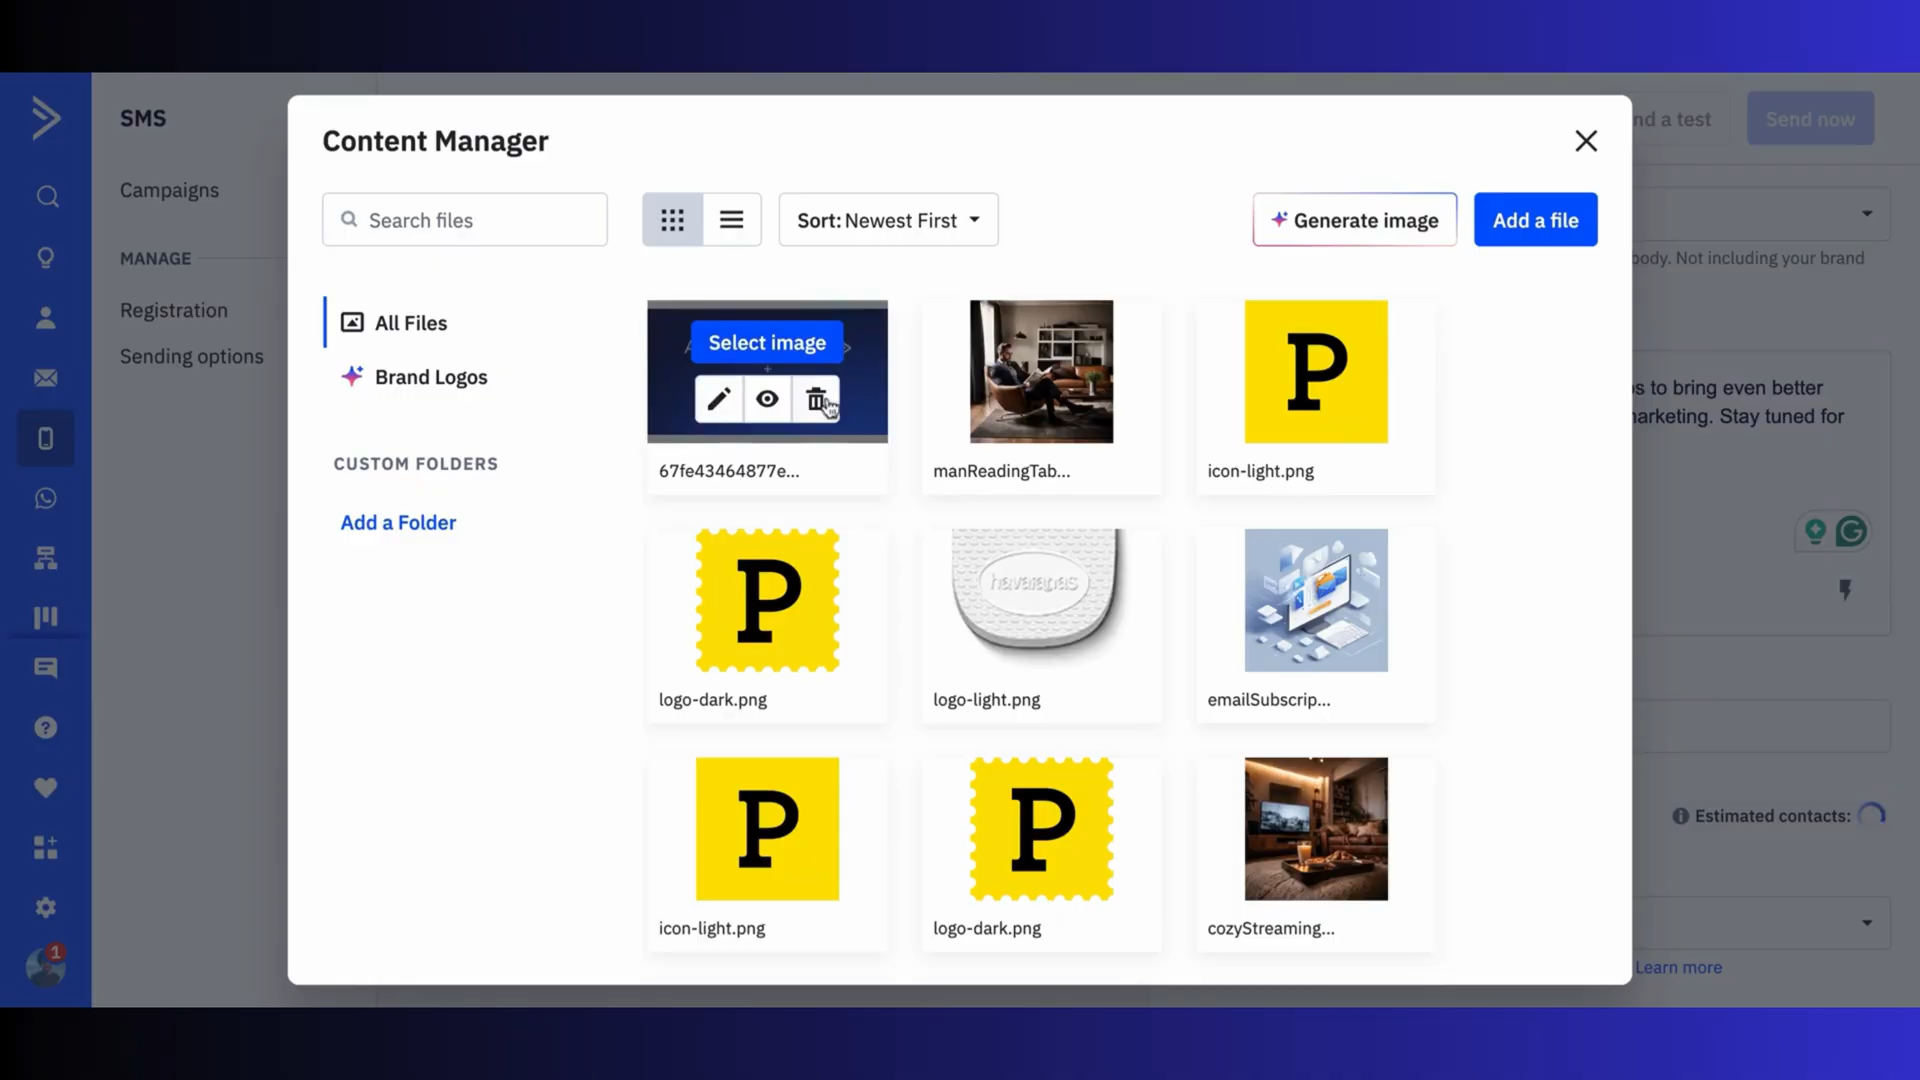 SMS
Campaigns
MANAGE
Registration
Sending options
1
Content Manager
Search files
Sort: Newest First
Generate image
Add a file
All Files
Brand Logos
CUSTOM FOLDERS
Add a Folder
Select image
67fe43464877e...
manReadingTab...
P
icon-light.png
P
logo-dark.png
havaianas
logo-light.png
emailSubscrip...
P
icon-light.png
P
logo-dark.png
cozyStreaming...
nd a test
Send now
body. Not including your brand
s to bring even better
arketing. Stay tuned for
Estimated contacts:
Learn more